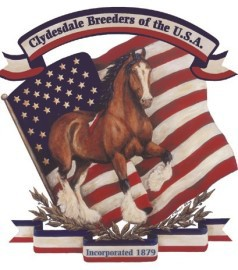 Clydesdale Breeders of the U.S.A.
Incorporated 1879